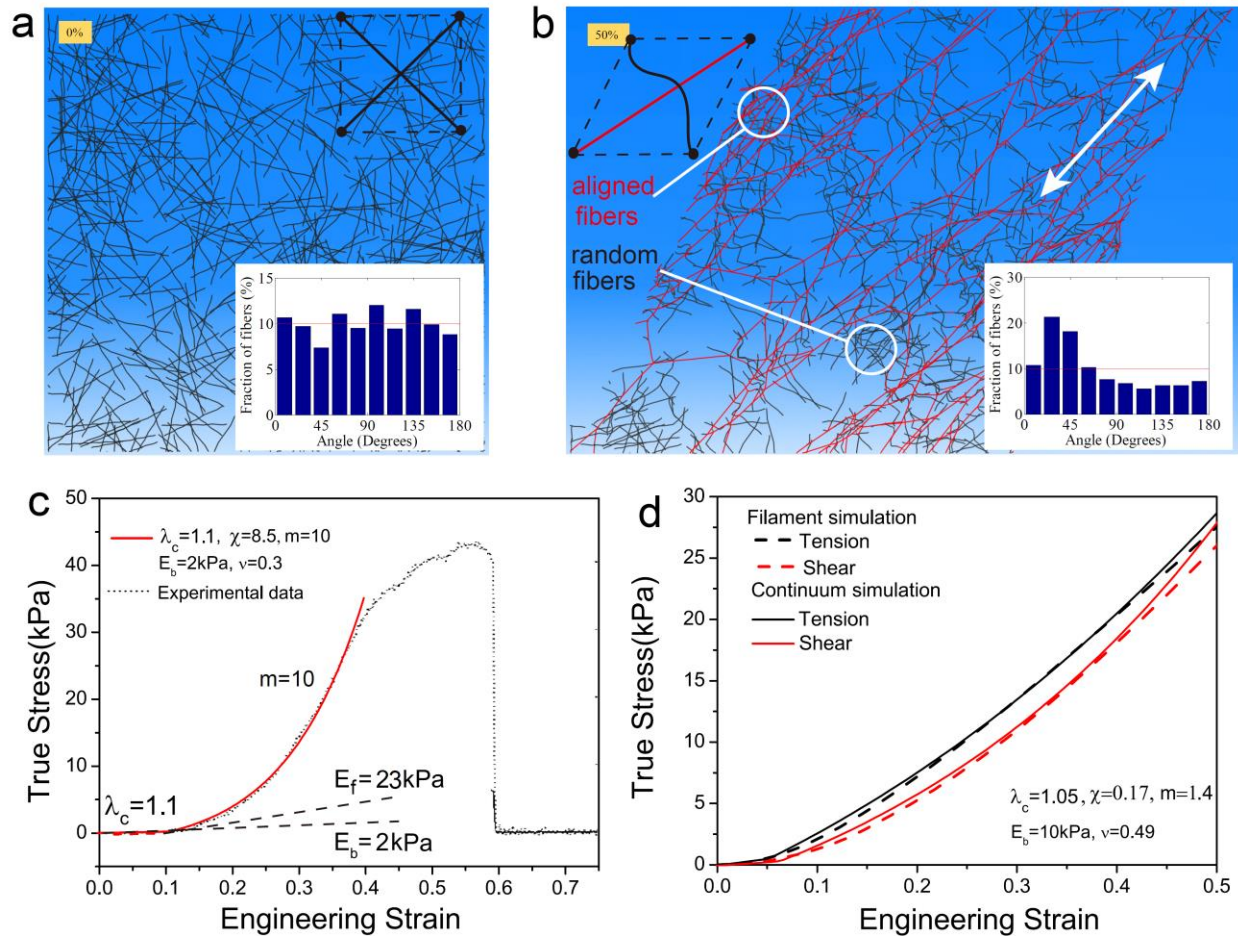 a
0%
Fraction of fibers (%)
15
10
5
0
0 45 90 135 180
Angle (Degrees)
b
50%
aligned
fibers
random
fibers
Fraction of fibers (%)
30
20
10
0
0 45 90 135 180
Angle (Degrees)
c
True Stress(kPa)
50
40
30
20
10
0
λc=1.1, χ=8.5, m=10
Eb=2kPa, ν=0.3
Experimental data
m=10
Ef=23kPa
λc=1.1
Eb=2kPa
0.0 0.1 0.2 0.3 0.4 0.5 0.6 0.7
Engineering Strain
d
True Stress(kPa)
30
25
20
15
10
5
0
Filament simulation
Tension
Shear
Continuum simulation
Tension
Shear
λc=1.05, χ=0.17, m=1.4
Eb=10kPa, ν=0.49
0.0 0.1 0.2 0.3 0.4 0.5
Engineering Strain